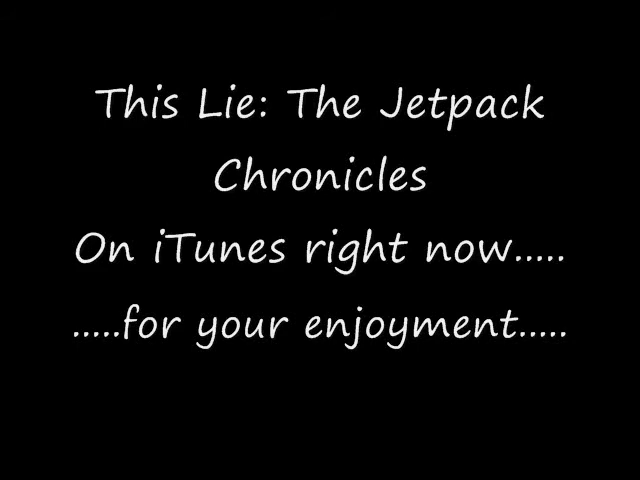 This Lie: The Jetpack
Chronicles
On iTunes right now.....
.....for your enjoyment.....